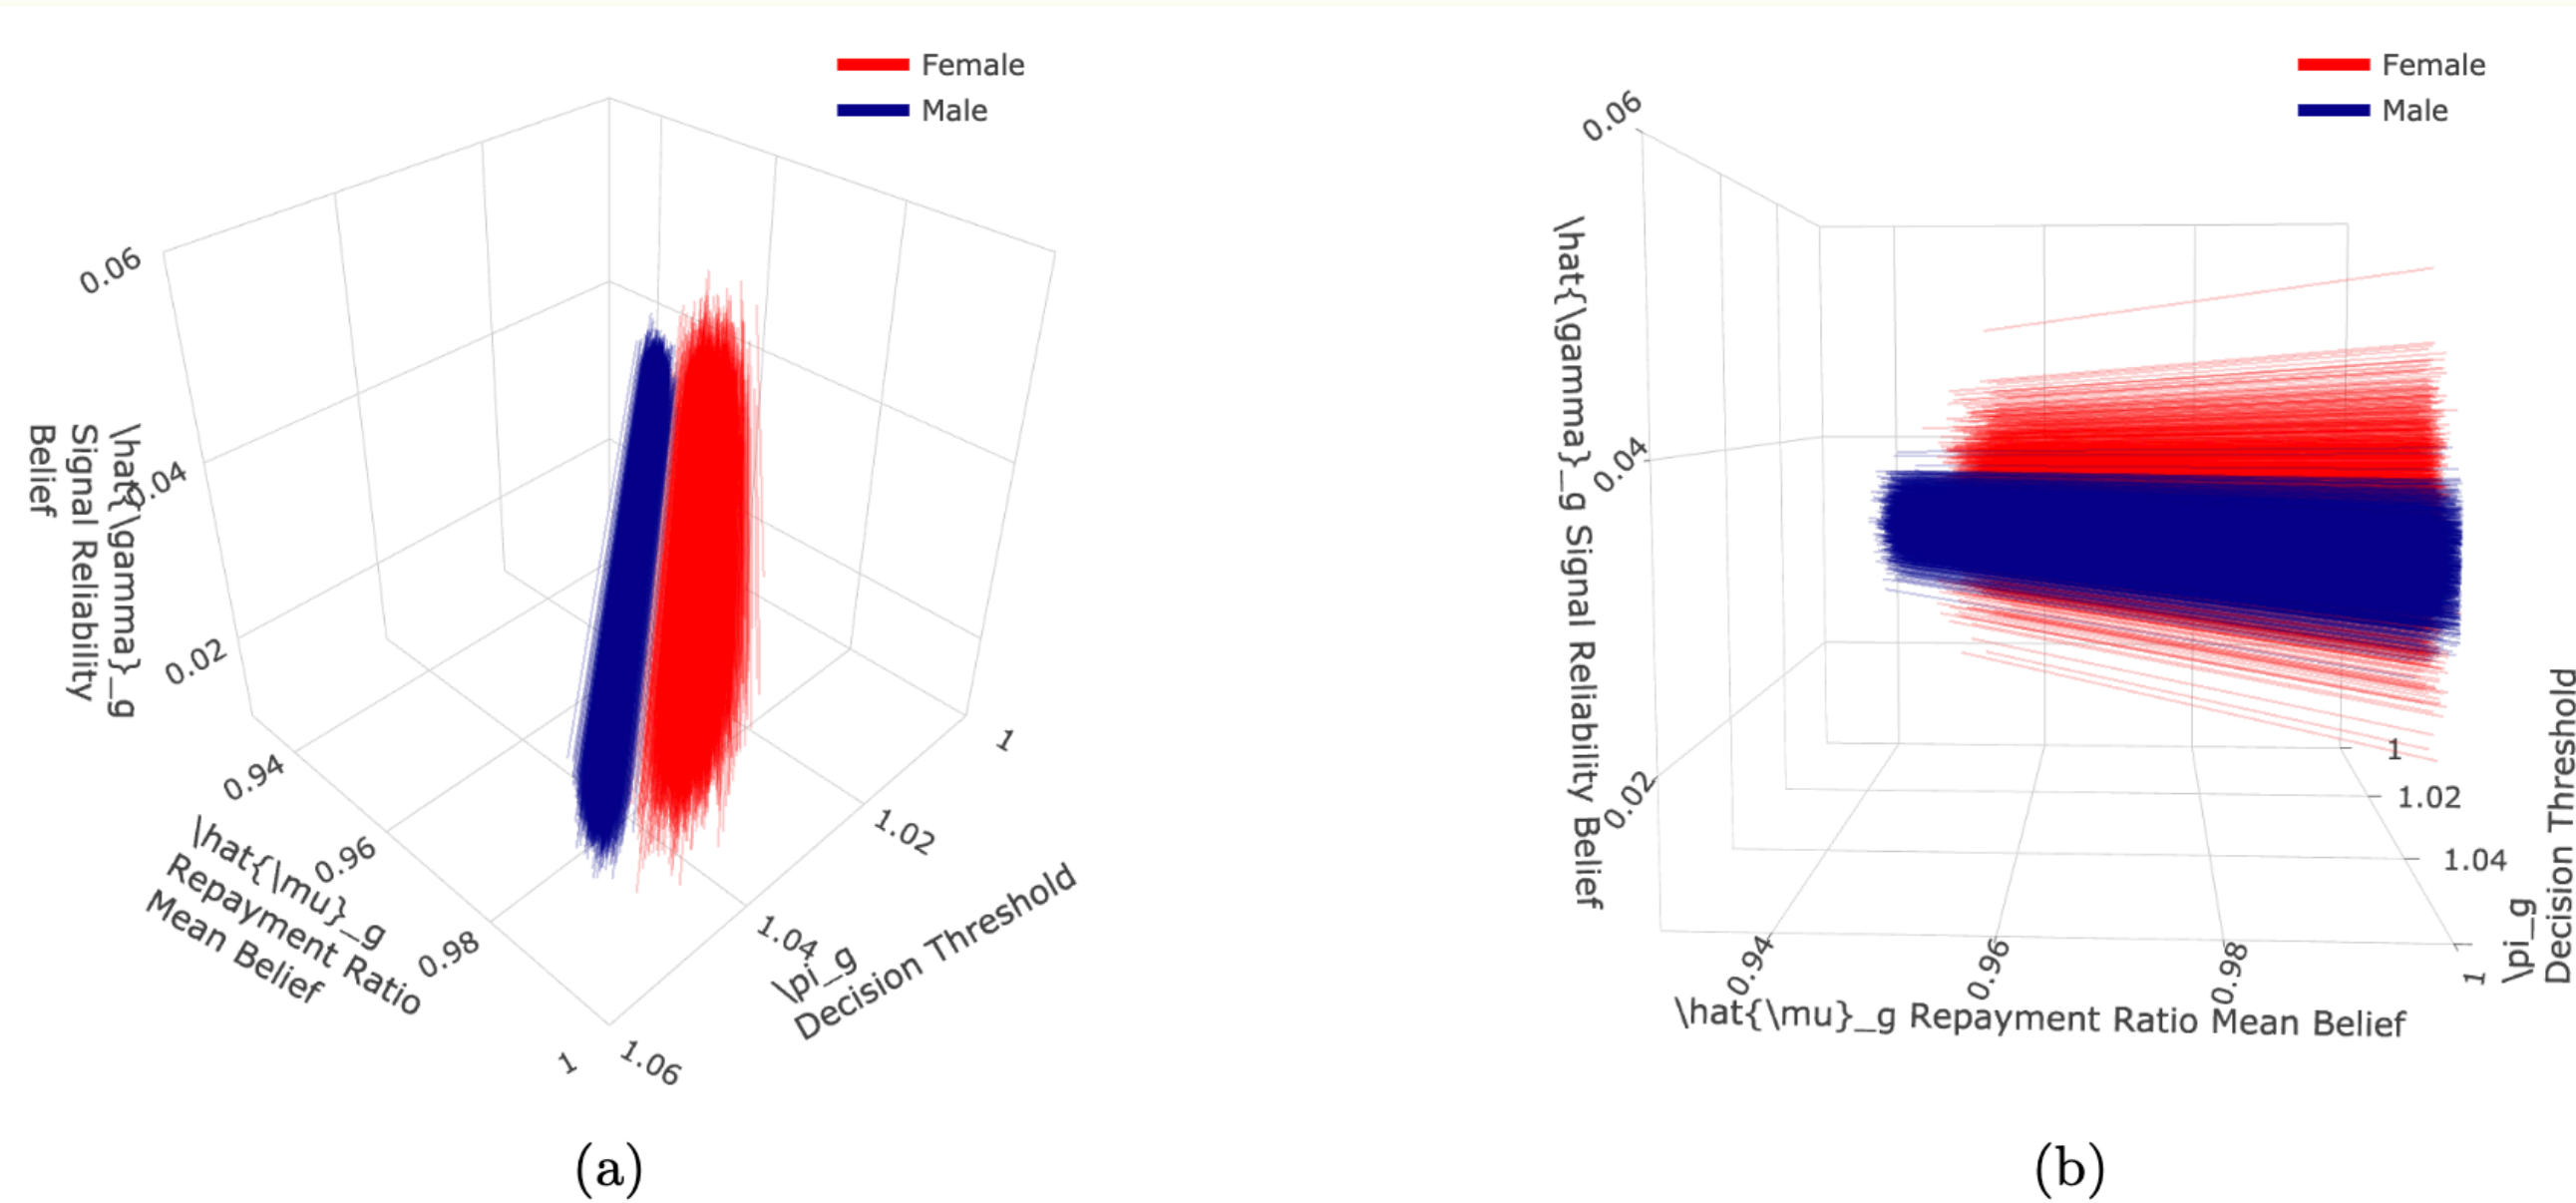 Female
Male
0.06
0.04
0.02
\hat{\gamma}_g
Signal Reliability
Belief
0.94
0.96
0.98
1
\hat{\mu}_g
Repayment Ratio
Mean Belief
1
1.02
1.04
1.06
\pi_g
Decision Threshold
(a)
Female
Male
0.06
0.04
0.02
\hat{\gamma}_g Signal Reliability Belief
0.94
0.96
0.98
1
\hat{\mu}_g Repayment Ratio Mean Belief
1
1.02
1.04
\pi_g
Decision Threshold
(b)